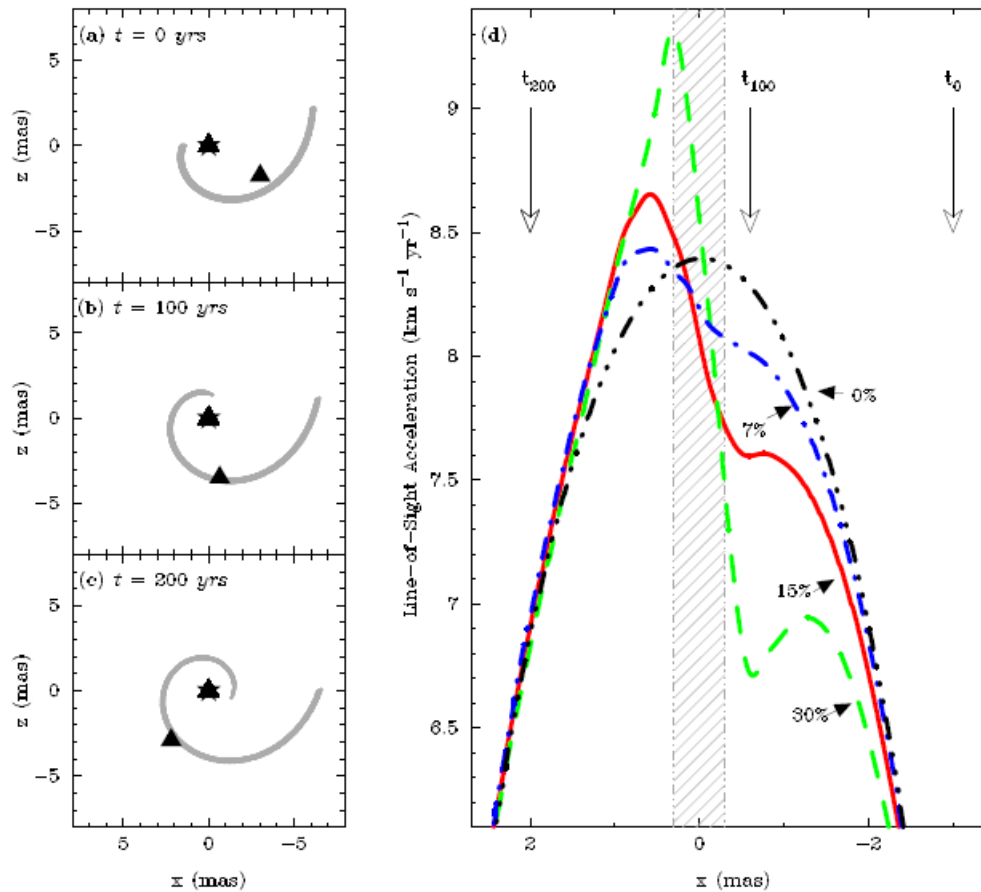 (a) t = 0 yrs
z (mas)
5
0
−5
(b) t = 100 yrs
z (mas)
5
0
−5
(c) t = 200 yrs
z (mas)
5
0
−5
5 0 −5
x (mas)
(d)
t200 t100 t0
Line−of−Sight Acceleration (km s−1 yr−1)
9
8.5
8
7.5
7
6.5
0%
7%
15%
30%
2 0 −2
x (mas)